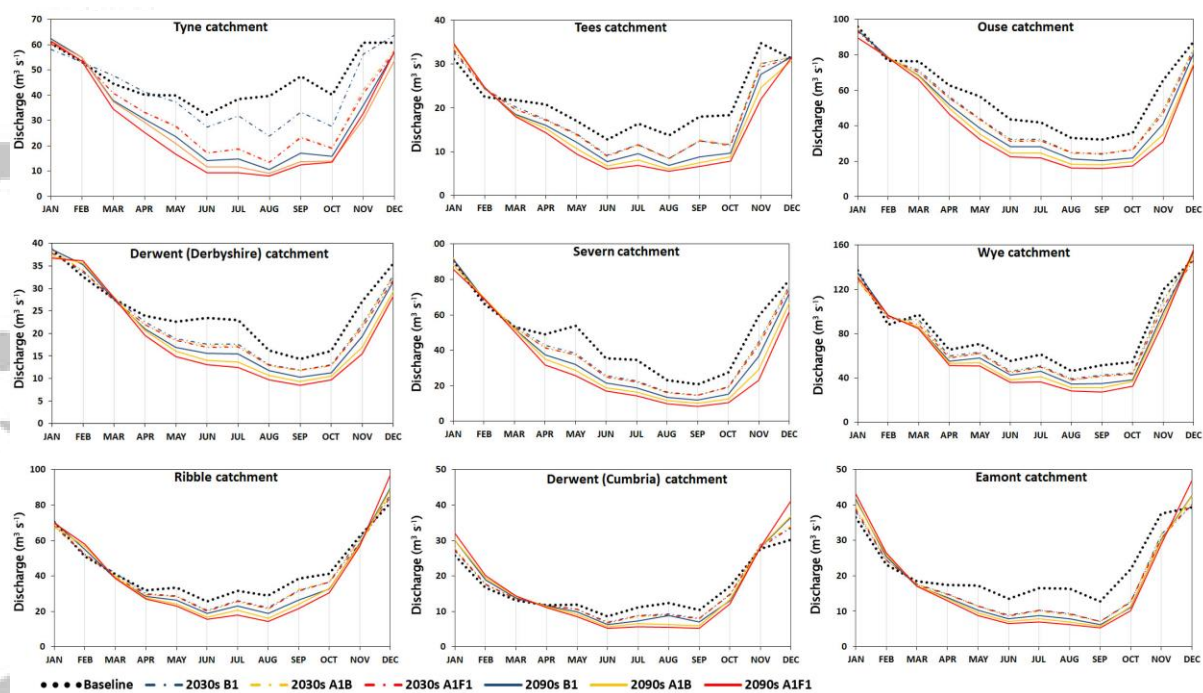 Tyne catchment
Discharge (m³ s⁻¹)
70
60
50
40
30
20
10
0
JAN FEB MAR APR MAY JUN JUL AUG SEP OCT NOV DEC
Tees catchment
Discharge (m³ s⁻¹)
40
30
20
10
0
JAN FEB MAR APR MAY JUN JUL AUG SEP OCT NOV DEC
Ouse catchment
Discharge (m³ s⁻¹)
100
80
60
40
20
0
JAN FEB MAR APR MAY JUN JUL AUG SEP OCT NOV DEC
Derwent (Derbyshire) catchment
Discharge (m³ s⁻¹)
40
35
30
25
20
15
10
5
0
JAN FEB MAR APR MAY JUN JUL AUG SEP OCT NOV DEC
Severn catchment
Discharge (m³ s⁻¹)
00
80
60
40
20
0
JAN FEB MAR APR MAY JUN JUL AUG SEP OCT NOV DEC
Wye catchment
Discharge (m³ s⁻¹)
160
120
80
40
0
JAN FEB MAR APR MAY JUN JUL AUG SEP OCT NOV DEC
Ribble catchment
Discharge (m³ s⁻¹)
100
80
60
40
20
0
JAN FEB MAR APR MAY JUN JUL AUG SEP OCT NOV DEC
Derwent (Cumbria) catchment
Discharge (m³ s⁻¹)
50
40
30
20
10
0
JAN FEB MAR APR MAY JUN JUL AUG SEP OCT NOV DEC
Eamont catchment
Discharge (m³ s⁻¹)
50
40
30
20
10
0
JAN FEB MAR APR MAY JUN JUL AUG SEP OCT NOV DEC
Baseline 2030s B1 2030s A1B 2030s A1F1 2090s B1 2090s A1B 2090s A1F1